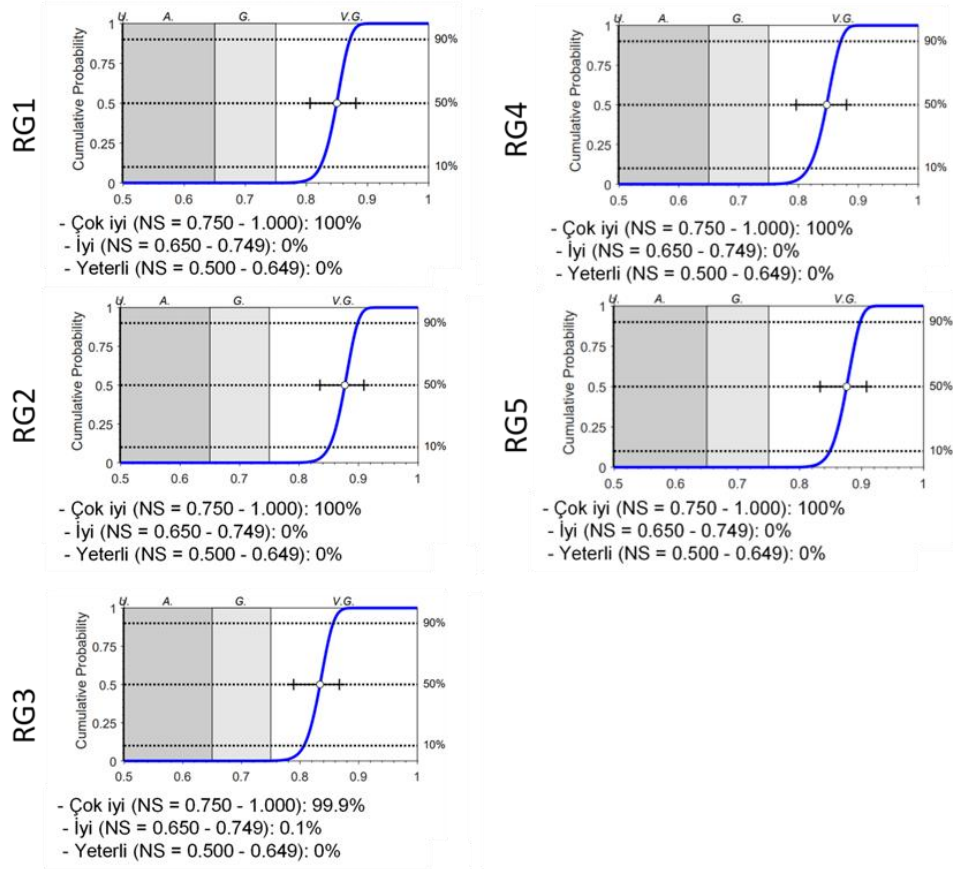 RG1
U. A. G. V.G.
Cumulative Probability
1
0.75
0.5
0.25
0
90%
50%
10%
0.5 0.6 0.7 0.8 0.9 1
- Çok iyi (NS = 0.750 - 1.000): 100%
- İyi (NS = 0.650 - 0.749): 0%
- Yeterli (NS = 0.500 - 0.649): 0%
RG4
U. A. G. V.G.
Cumulative Probability
1
0.75
0.5
0.25
0
90%
50%
10%
0.5 0.6 0.7 0.8 0.9 1
- Çok iyi (NS = 0.750 - 1.000): 100%
- İyi (NS = 0.650 - 0.749): 0%
- Yeterli (NS = 0.500 - 0.649): 0%
RG2
U. A. G. V.G.
Cumulative Probability
1
0.75
0.5
0.25
0
90%
50%
10%
0.5 0.6 0.7 0.8 0.9 1
- Çok iyi (NS = 0.750 - 1.000): 100%
- İyi (NS = 0.650 - 0.749): 0%
- Yeterli (NS = 0.500 - 0.649): 0%
RG5
U. A. G. V.G.
Cumulative Probability
1
0.75
0.5
0.25
0
90%
50%
10%
0.5 0.6 0.7 0.8 0.9 1
- Çok iyi (NS = 0.750 - 1.000): 100%
- İyi (NS = 0.650 - 0.749): 0%
- Yeterli (NS = 0.500 - 0.649): 0%
RG3
U. A. G. V.G.
Cumulative Probability
1
0.75
0.5
0.25
0
90%
50%
10%
0.5 0.6 0.7 0.8 0.9 1
- Çok iyi (NS = 0.750 - 1.000): 99.9%
- İyi (NS = 0.650 - 0.749): 0.1%
- Yeterli (NS = 0.500 - 0.649): 0%